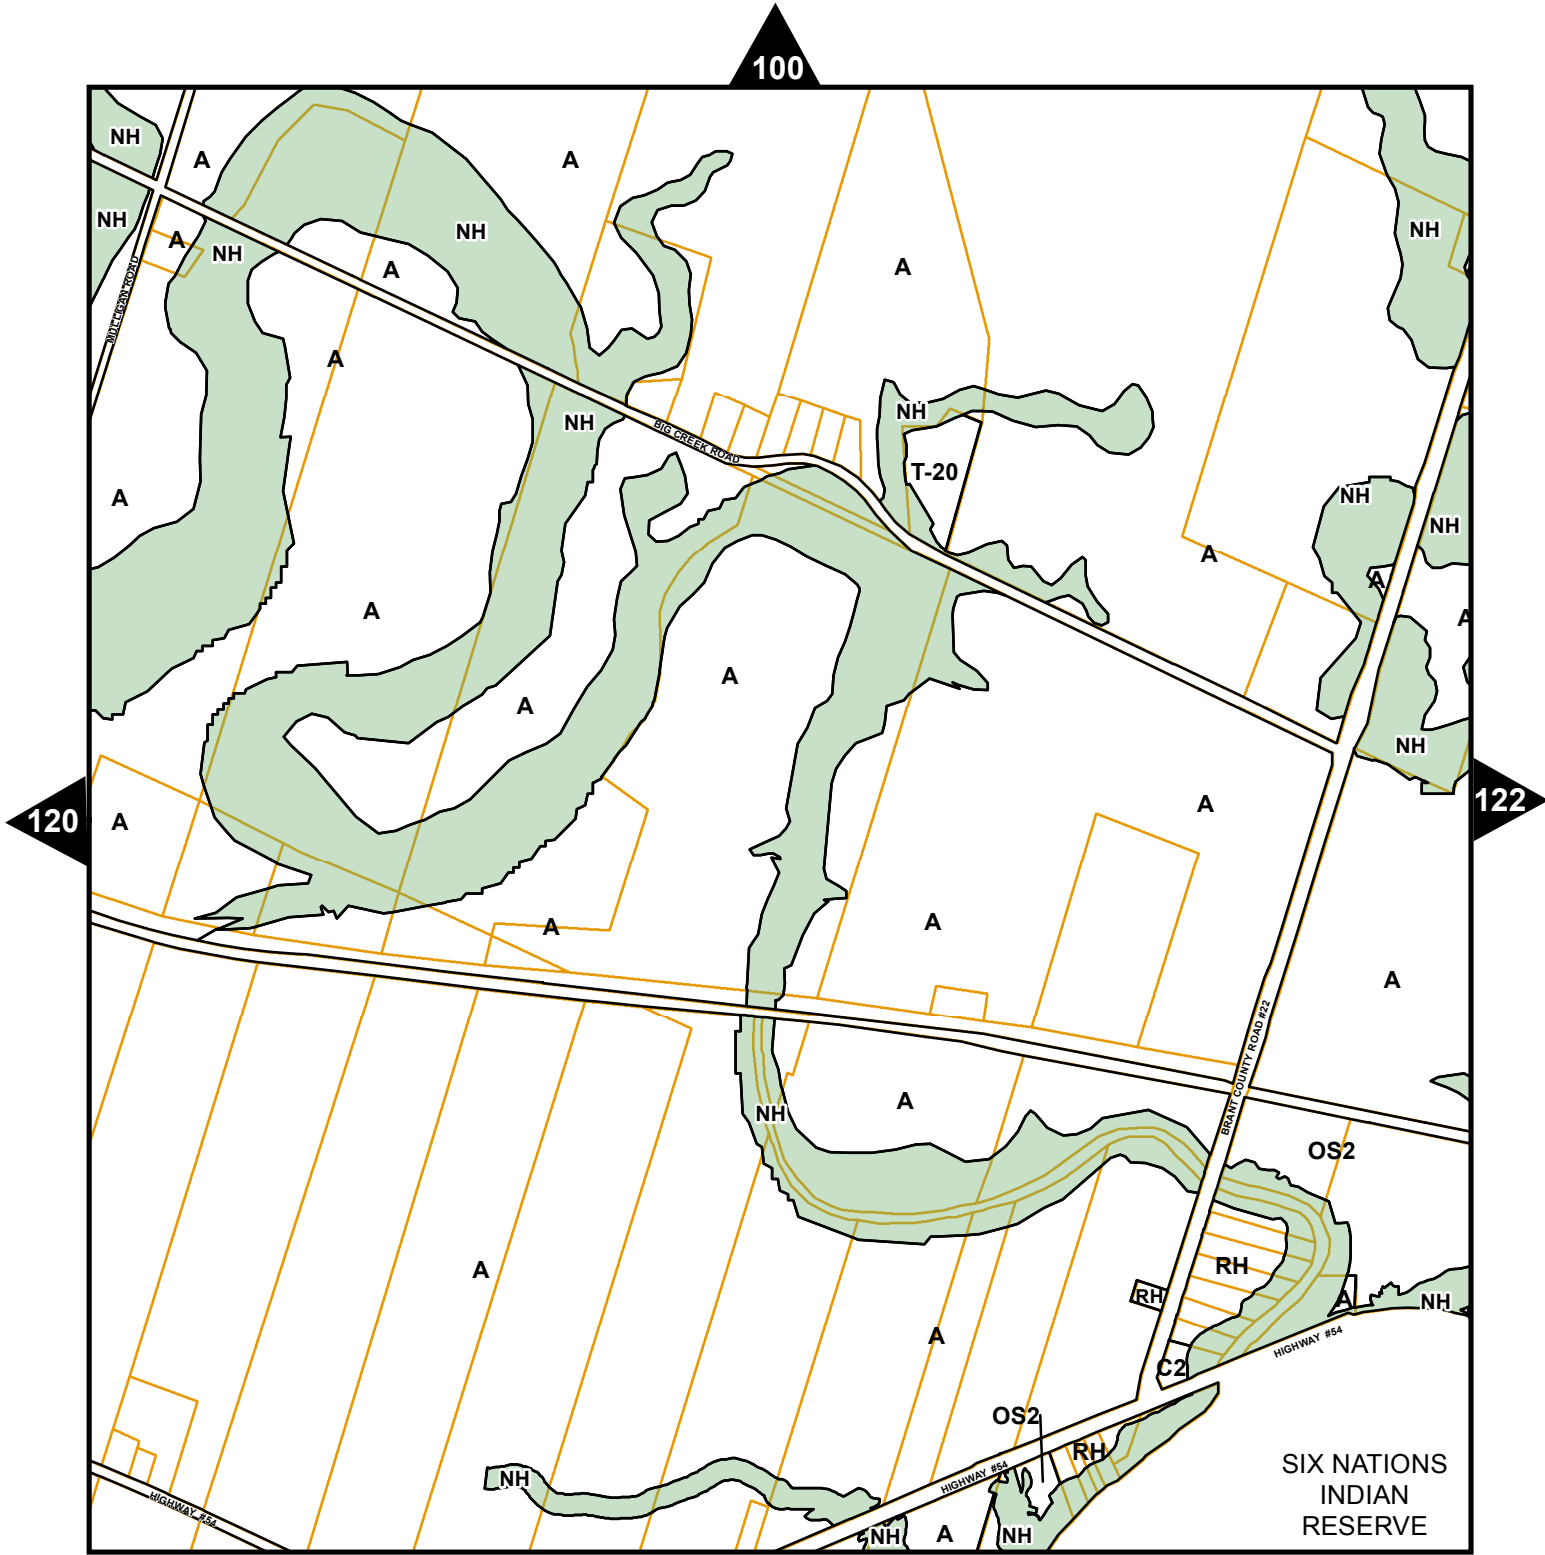 100
NH
A
A
NH
A
NH
NH
A
A
NH
A
A
NH
NH
T-20
BIG CREEK ROAD
MULLIGAN ROAD
A
NH
NH
A
A
A
A
A
A
NH
120
122
A
A
A
A
A
BRANT COUNTY ROAD #22
A
NH
OS2
A
RH
RH
A
NH
HIGHWAY #54
A
C2
OS2
RH
HIGHWAY #54
NH
HIGHWAY #54
NH
A
NH
SIX NATIONS
INDIAN
RESERVE